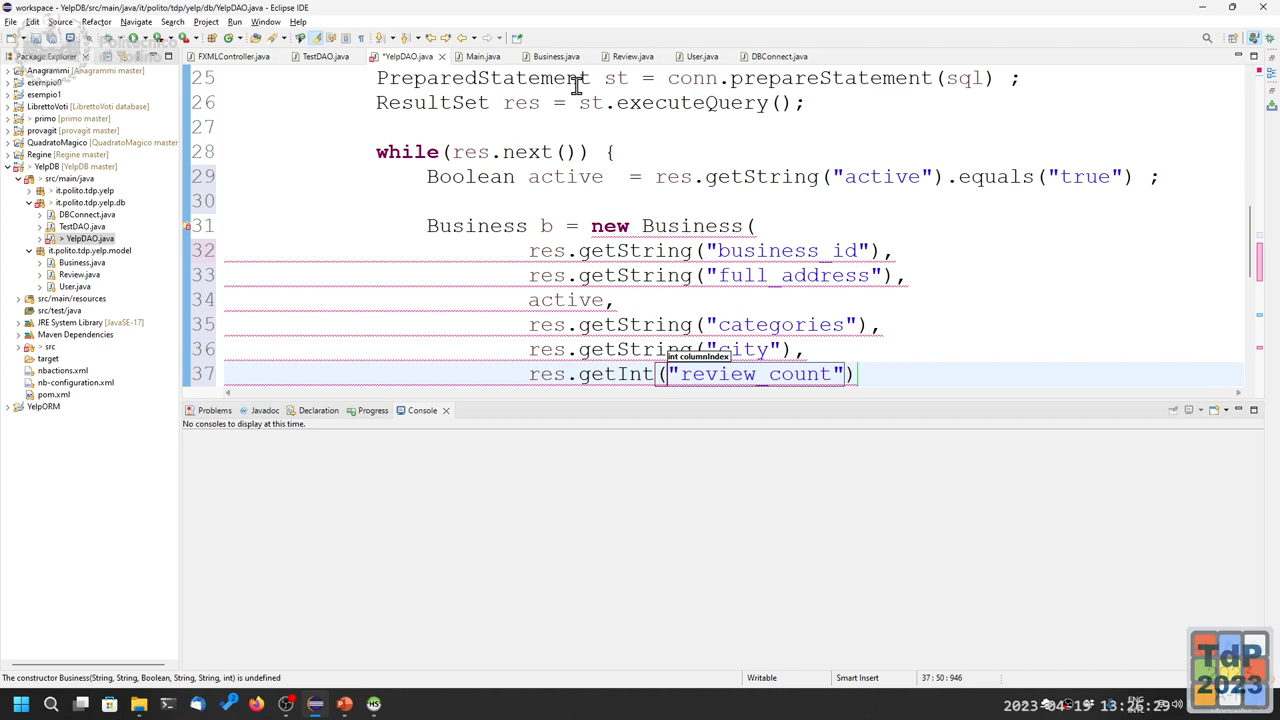 workspace - YelpDB/src/main/java/it/polito/tdp/yelp/db/YelpDAO.java - Eclipse IDE
File Edit Source Refactor Navigate Search Project Run Window Help
Package Explorer
FXMLController.java TestDAO.java *YelpDAO.java Main.java Business.java Review.java User.java DBConnect.java
Anagrammi [Anagrammi master]
esempio0
esempio1
LibrettoVoti [LibrettoVoti master]
> primo [primo master]
provagit [provagit master]
QuadratoMagico [QuadratoMagico master]
Regine [Regine master]
> YelpDB [YelpDB master]
> src/main/java
> it.polito.tdp.yelp
> it.polito.tdp.yelp.db
DBConnect.java
TestDAO.java
> YelpDAO.java
it.polito.tdp.yelp.model
Business.java
Review.java
User.java
src/main/resources
src/test/java
JRE System Library [JavaSE-17]
Maven Dependencies
> src
target
nbactions.xml
nb-configuration.xml
pom.xml
YelpORM
25 PreparedStatement st = conn.prepareStatement(sql) ;
26 ResultSet res = st.executeQuery();
27
28 while(res.next()) {
29 Boolean active = res.getString("active").equals("true") ;
30
31 Business b = new Business(
32 res.getString("business_id"),
33 res.getString("full_address"),
34 active,
35 res.getString("categories"),
36 res.getString("city"),
int columnIndex
37 res.getInt("review_count")
Problems Javadoc Declaration Progress Console
No consoles to display at this time.
TdP
2023
The constructor Business(String, String, Boolean, String, String, int) is undefined
Writable
Smart Insert
37 : 50 : 946
ENG
2023-04-19 13:26:29